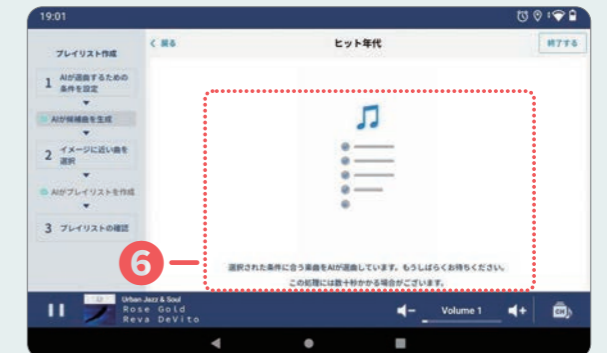 19:01
プレイリスト作成
1 AIが選曲するための
条件を設定
AIが候補曲を生成
2 イメージに近い曲を
選択
AIがプレイリストを作成
3 プレイリストの確認
く 戻る
ヒット年代
終了する
選択された条件に合う楽曲をAIが選曲しています。もうしばらくお待ちください。
この処理には数十秒かかる場合がございます。
6
Urban Jazz & Soul
Rose Gold
Reva DeVito
Volume 1
CH